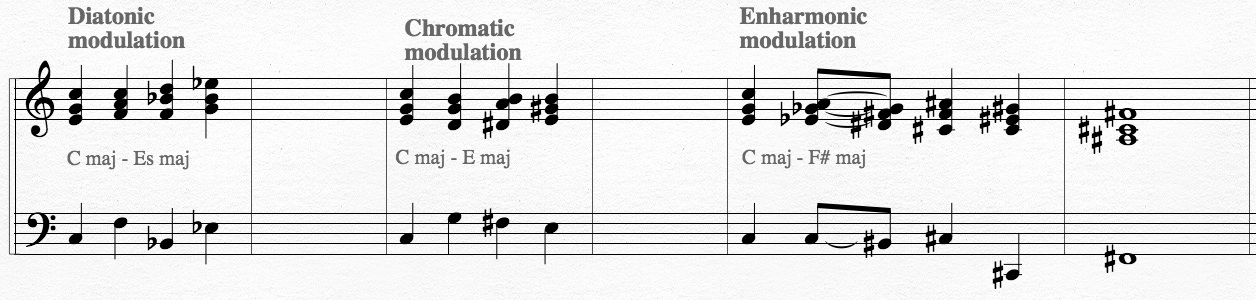 Diatonic
modulation
Chromatic
modulation
Enharmonic
modulation
C maj - Es maj
C maj - E maj
C maj - F# maj